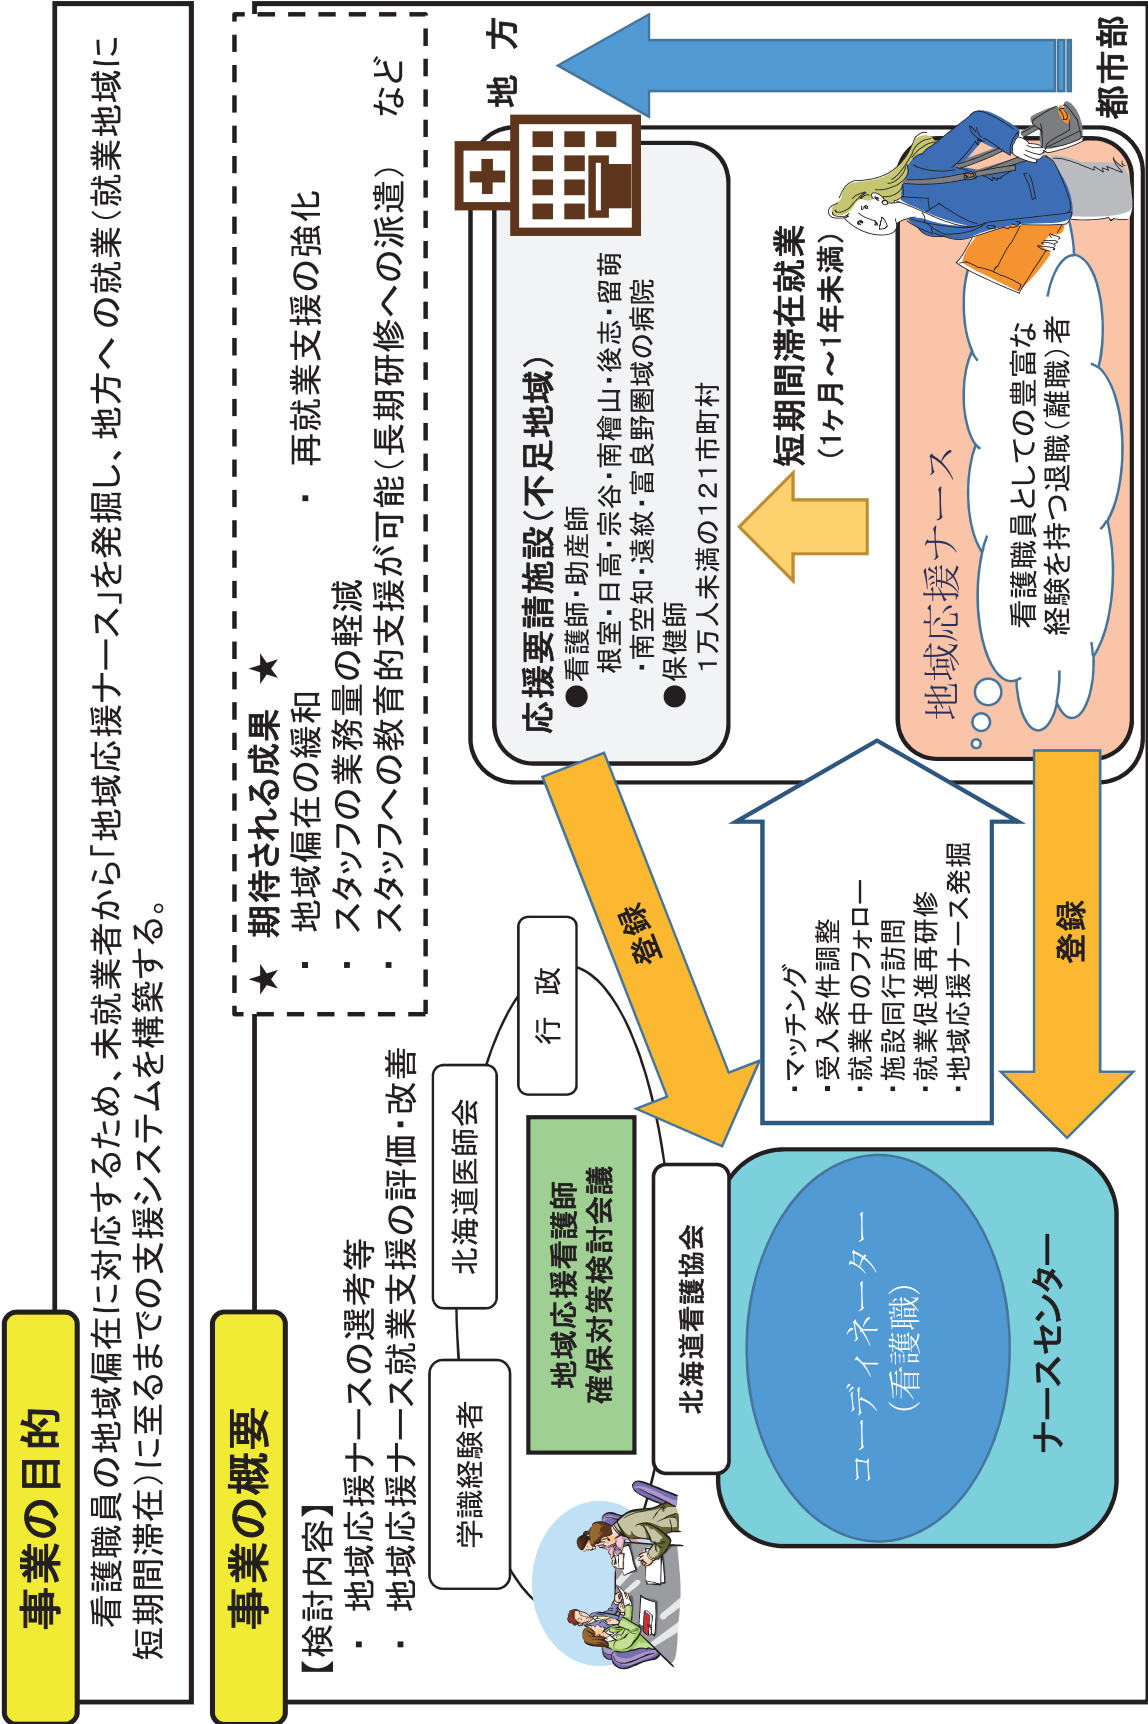 事業の目的
看護職員の地域偏在に対応するため、未就業者から「地域応援ナース」を発掘し、地方への就業(就業地域に
短期間滞在)に至るまでの支援システムを構築する。
事業の概要
【検討内容】
・ 地域応援ナースの選考等
・ 地域応援ナース就業支援の評価・改善
★ 期待される成果 ★
・ 地域偏在の緩和
・ 再就業支援の強化
・ スタッフの業務量の軽減
・ スタッフへの教育的支援が可能(長期研修への派遣) など
学識経験者
北海道医師会
行 政
地域応援看護師
確保対策検討会議
北海道看護協会
コーディネーター
(看護職)
ナースセンター
登録
・マッチング
・受入条件調整
・就業中のフォロー
・施設同行訪問
・就業促進再研修
・地域応援ナース発掘
登録
応援要請施設(不足地域)
●看護師・助産師
根室・日高・宗谷・南檜山・後志・留萌
・南空知・遠紋・富良野圏域の病院
●保健師
1万人未満の121市町村
短期間滞在就業
(1ヶ月～1年未満)
地域応援ナース
看護職員としての豊富な
経験を持つ退職(離職)者
地 方
都市部